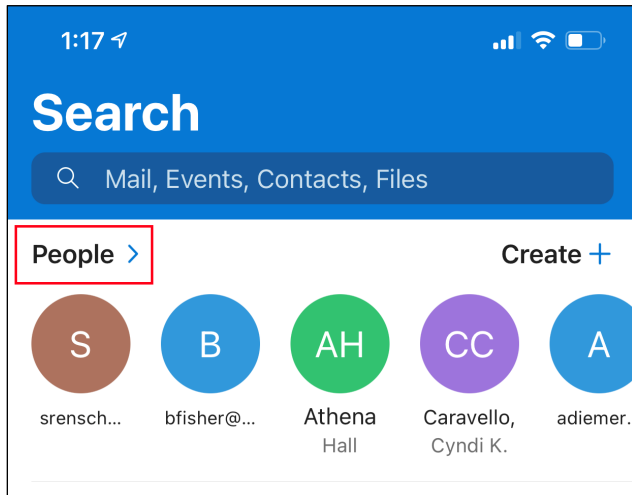 1:17
Search
Mail, Events, Contacts, Files
People > Create +
S B AH CC A
srensch... bfisher@... Athena Caravello, adiemer.
Hall Cyndi K.